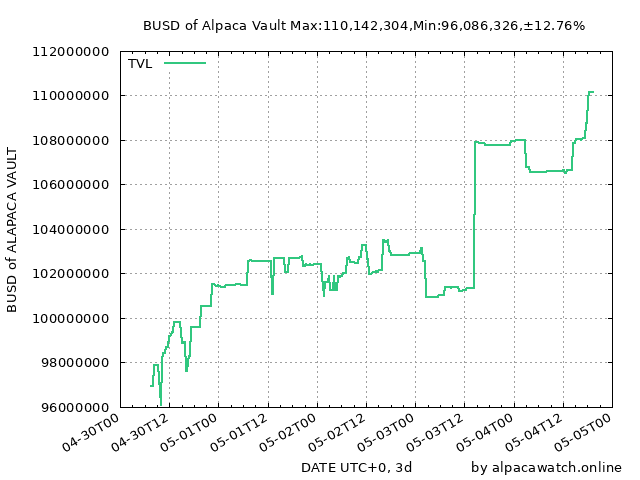 BUSD of Alpaca Vault Max:110,142,304,Min:96,086,326,±12.76%
TVL
112000000
110000000
108000000
106000000
104000000
102000000
100000000
98000000
96000000
BUSD of ALAPACA VAULT
04-30T00
04-30T12
05-01T00
05-01T12
05-02T00
05-02T12
05-03T00
05-03T12
05-04T00
05-04T12
05-05T00
DATE UTC+0, 3d
by alpacawatch.online